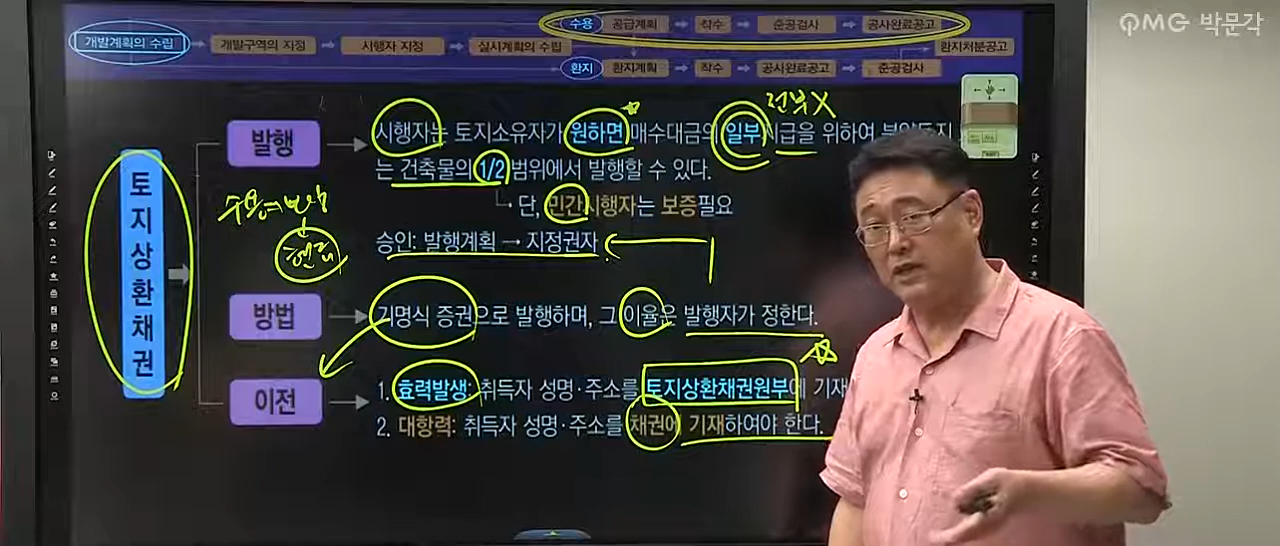 수용 공급계획 → 착수 → 준공검사 → 공사완료공고
개발계획의 수립 → 개발구역의 지정 → 시행자 지정 → 실시계획의 수립
환지처분공고
환지 환지계획 → 착수 → 공사완료공고 → 준공검사
QMG 박문각
전부X
발행 → 시행자는 토지소유자가 원하면 매수대금의 일부지급을 위하여
는 건축물의 1/2 범위에서 발행할 수 있다.
단, 민간시행자는 보증필요
승인: 발행계획 → 지정권자
토지상환채권
방법 → 기명식 증권으로 발행하며, 그 이율은 발행자가 정한다.
이전 → 1. 효력발생: 취득자 성명·주소를 토지상환채권원부에 기재
2. 대항력: 취득자 성명·주소를 채권에 기재하여야 한다.